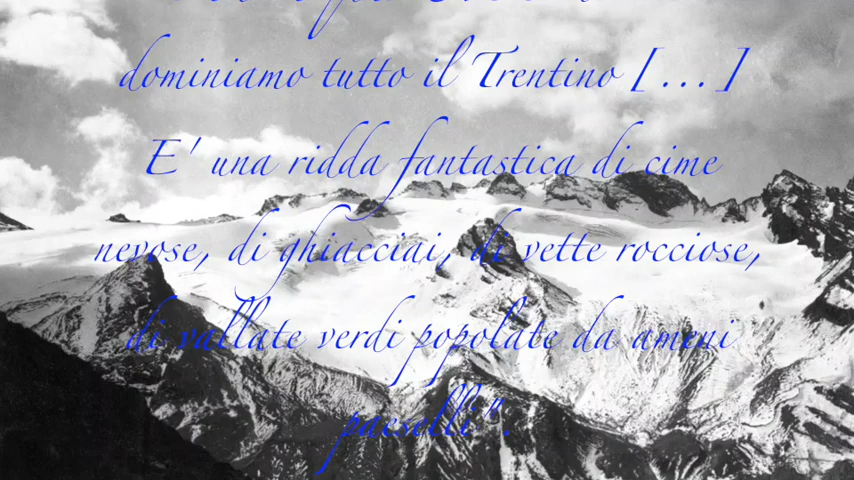 dominiamo tutto il Trentino [ ... ]
E' una ridda fantastica di cime
nevose, di ghiacciai, di vette rocciose,
di vallate verdi popolate da ameni
paeselli".